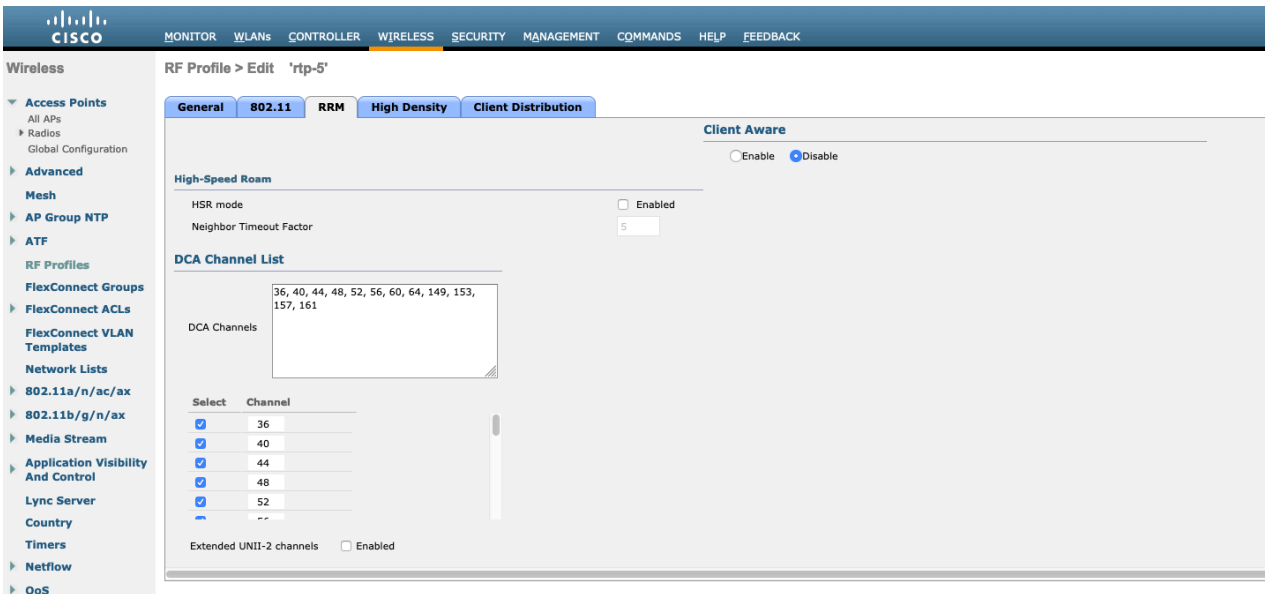 CISCO
MONITOR WLANs CONTROLLER WIRELESS SECURITY MANAGEMENT COMMANDS HELP FEEDBACK
Wireless
Access Points
All APs
Radios
Global Configuration
Advanced
Mesh
AP Group NTP
ATF
RF Profiles
FlexConnect Groups
FlexConnect ACLs
FlexConnect VLAN
Templates
Network Lists
802.11a/n/ac/ax
802.11b/g/n/ax
Media Stream
Application Visibility
And Control
Lync Server
Country
Timers
Netflow
QoS
RF Profile > Edit 'rtp-5'
General 802.11 RRM High Density Client Distribution
Client Aware
Enable Disable
High-Speed Roam
HSR mode Enabled
Neighbor Timeout Factor 5
DCA Channel List
DCA Channels
36, 40, 44, 48, 52, 56, 60, 64, 149, 153,
157, 161
Select Channel
36
40
44
48
52
56
Extended UNII-2 channels Enabled